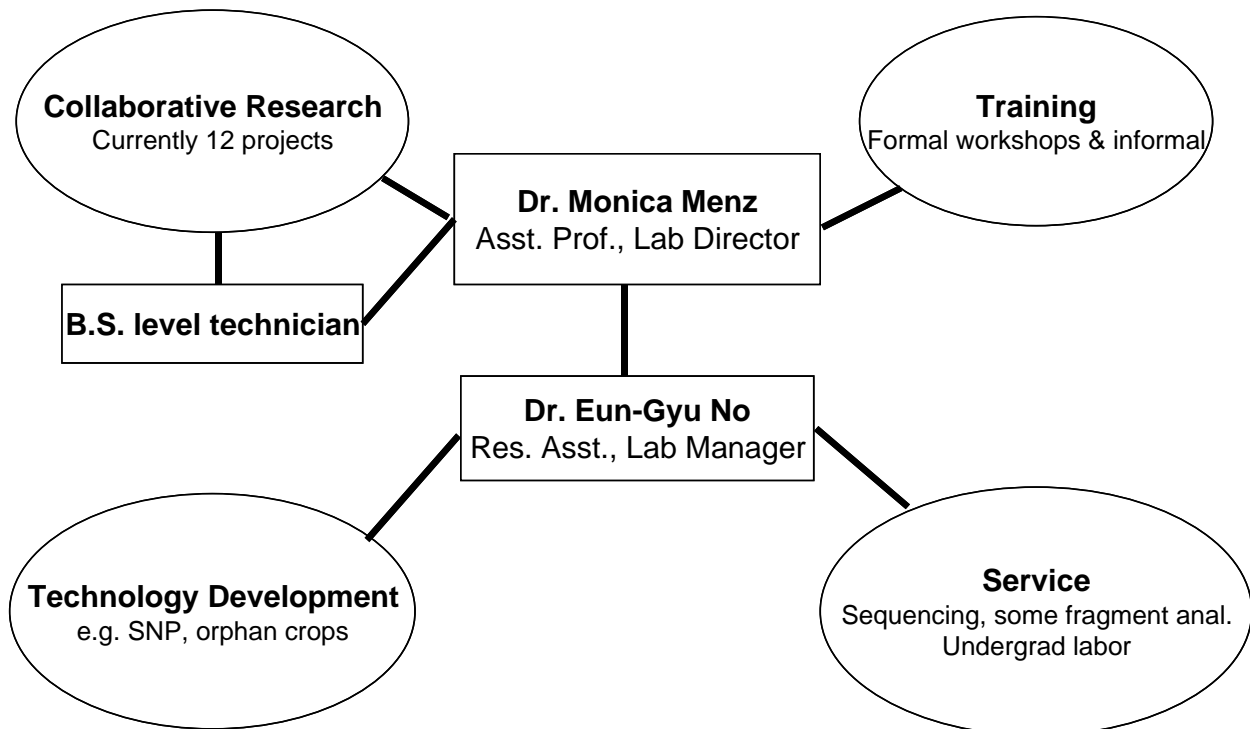 Collaborative Research
Currently 12 projects
Training
Formal workshops & informal
Dr. Monica Menz
Asst. Prof., Lab Director
B.S. level technician
Dr. Eun-Gyu No
Res. Asst., Lab Manager
Technology Development
e.g. SNP, orphan crops
Service
Sequencing, some fragment anal.
Undergrad labor